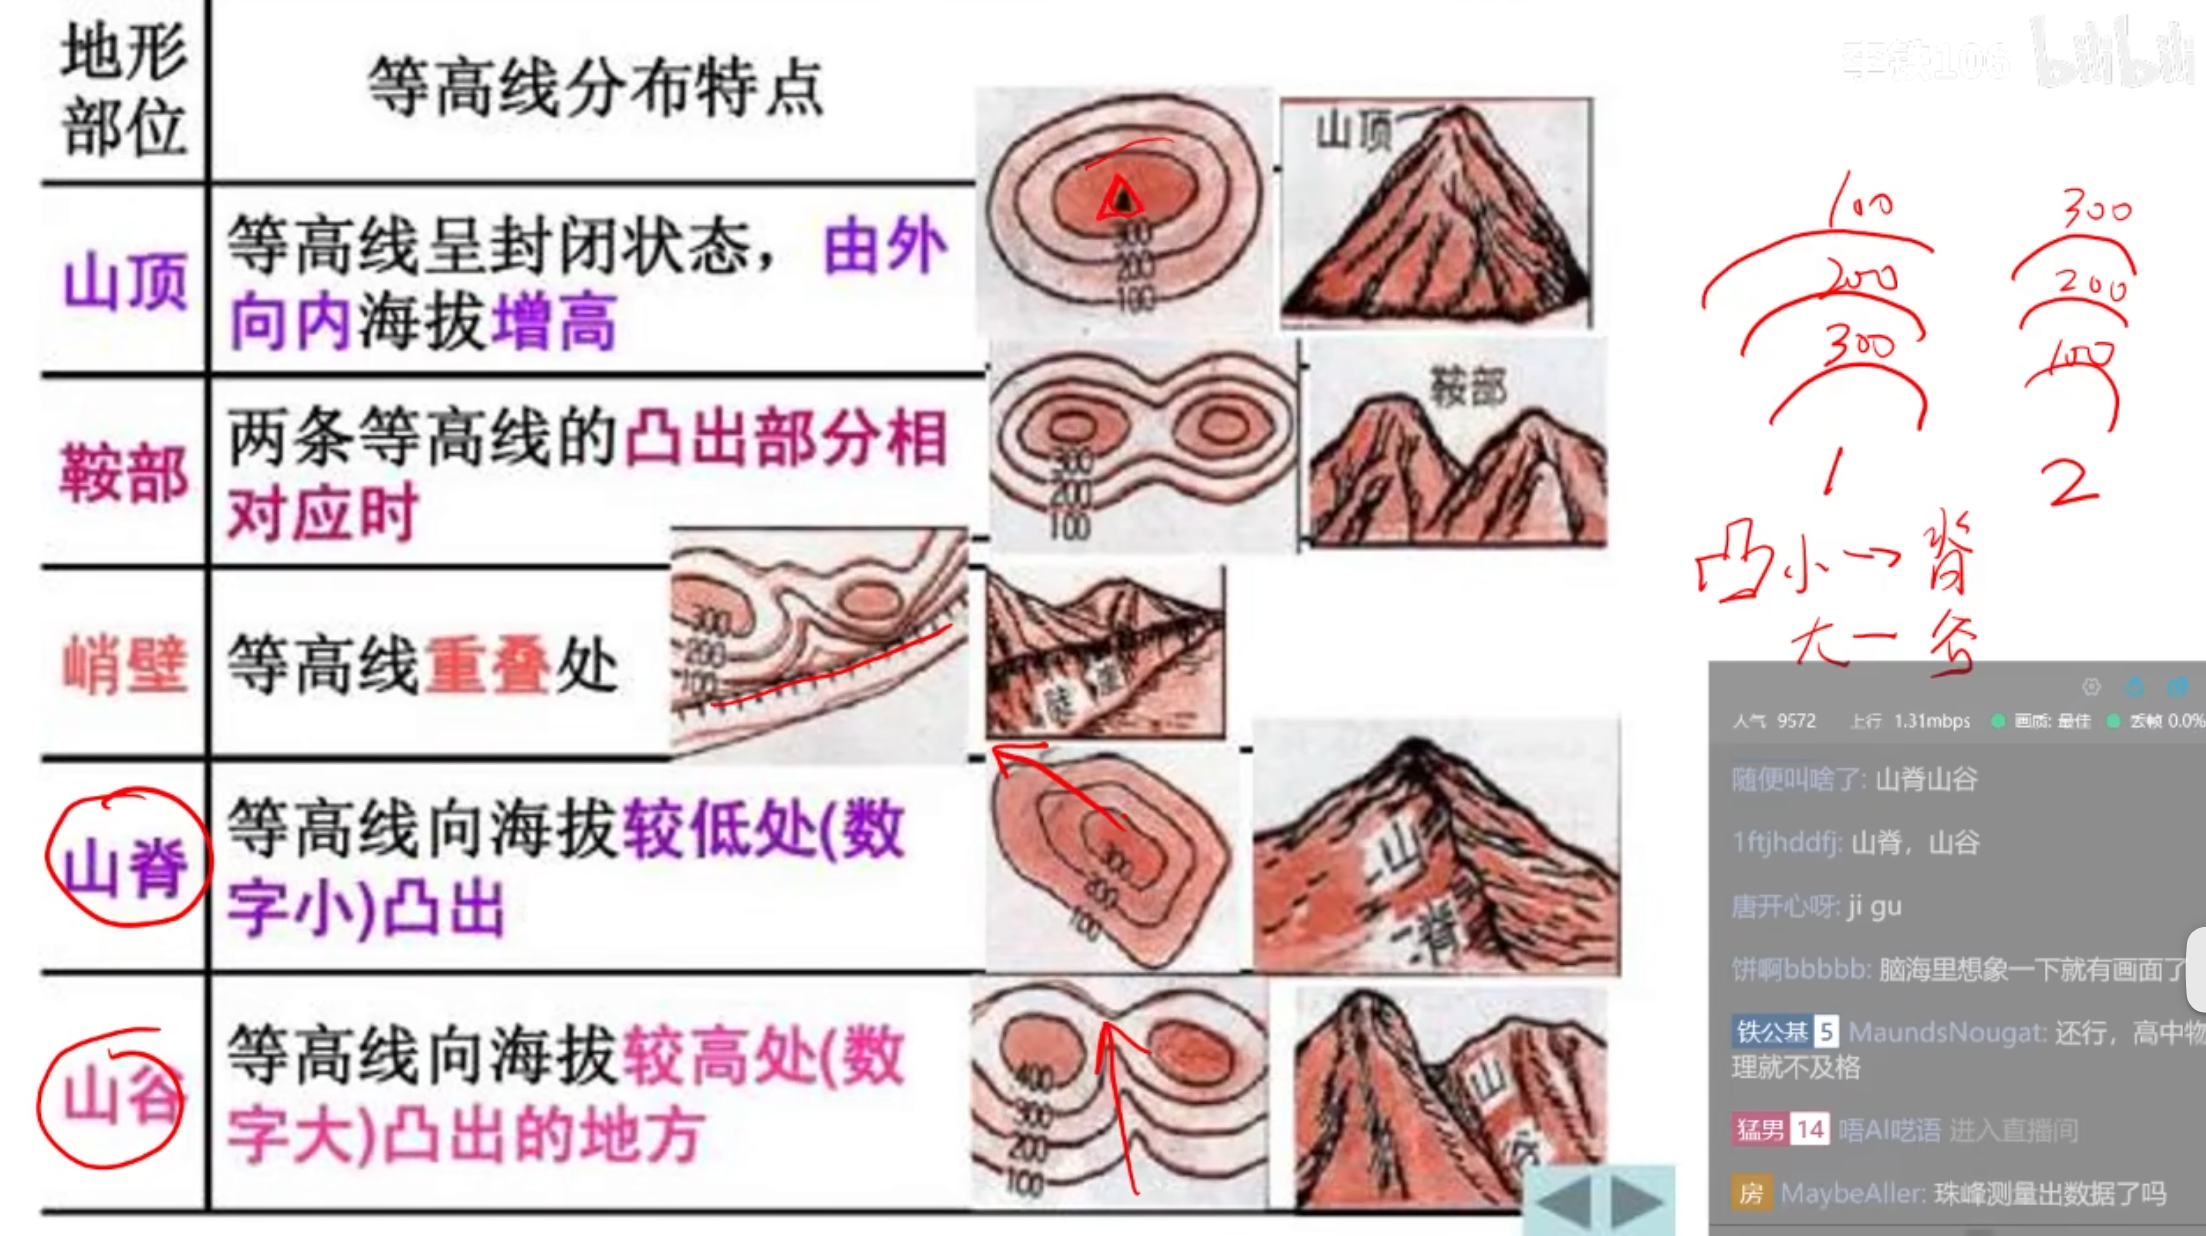 地形
部位
等高线分布特点
山顶
等高线呈封闭状态，由外
向内海拔增高
300
200
100
山顶
鞍部
两条等高线的凸出部分相
对应时
300
200
100
鞍部
峭壁
等高线重叠处
300
200
100
山脊
等高线向海拔较低处(数
字小)凸出
300
200
100
山
脊
山谷
等高线向海拔较高处(数
字大)凸出的地方
400
300
200
100
山
谷
李铁106 bilibili
100
200
300
1
300
200
100
2
凸小→脊
大一谷
人气 9572 上行 1.31mbps 画质: 最佳 丢帧 0.0%
随便叫啥了: 山脊山谷
1ftjhddfj: 山脊，山谷
唐开心呀: ji gu
饼啊bbbbb: 脑海里想象一下就有画面了
铁公基 5 MaundsNougat: 还行，高中物
理就不及格
猛男 14 唔AI呓语 进入直播间
房 MaybeAller: 珠峰测量出数据了吗